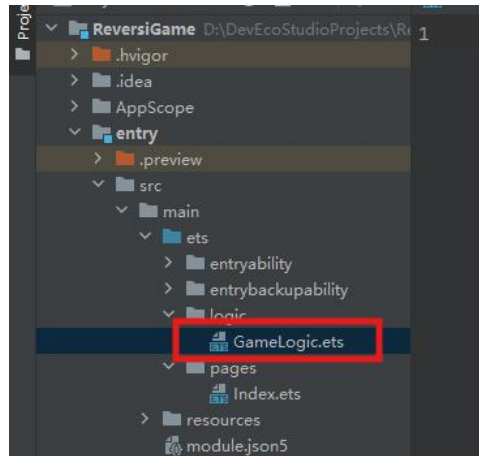 Proj
ReversiGame D:\DevEcoStudioProjects\Re 1
.hvigor
.idea
AppScope
entry
.preview
src
main
ets
entryability
entrybackupability
logic
GameLogic.ets
pages
Index.ets
resources
module.json5